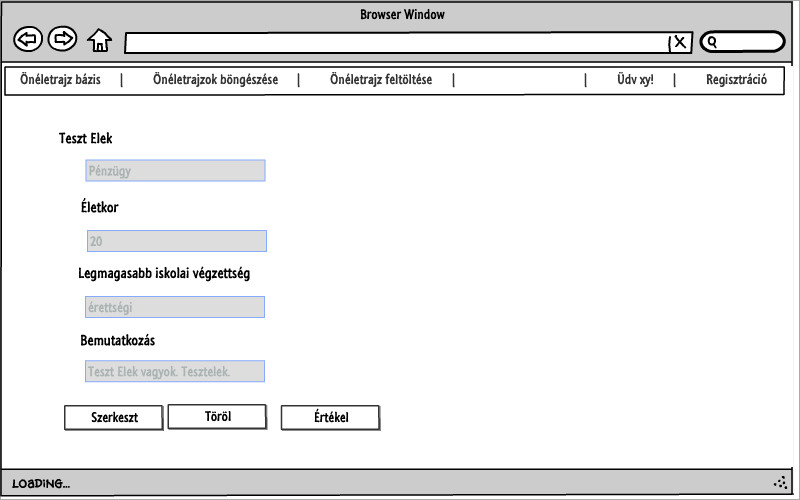 Browser Window
Önéletrajz bázis | Önéletrajzok böngészése | Önéletrajz feltöltése | | Üdv xy! | Regisztráció
Teszt Elek
Pénzügy
Életkor
20
Legmagasabb iskolai végzettség
érettségi
Bemutatkozás
Teszt Elek vagyok. Tesztelek.
Szerkeszt Töröl Értékel
LOADING...